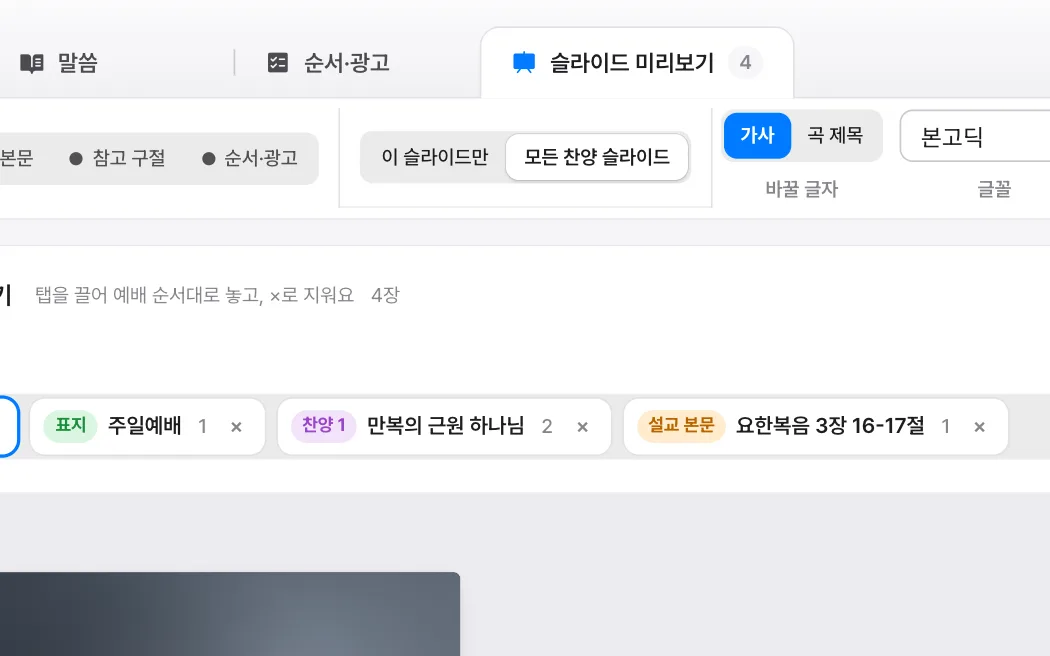 말씀
순서·광고
슬라이드 미리보기 4
본문 ● 참고 구절 ● 순서·광고
이 슬라이드만 모든 찬양 슬라이드
가사 곡 제목
본고딕
바꿀 글자
글꼴
탭을 끌어 예배 순서대로 놓고, ×로 지워요 4장
표지 주일예배 1 ×
찬양 1 만복의 근원 하나님 2 ×
설교 본문 요한복음 3장 16-17절 1 ×